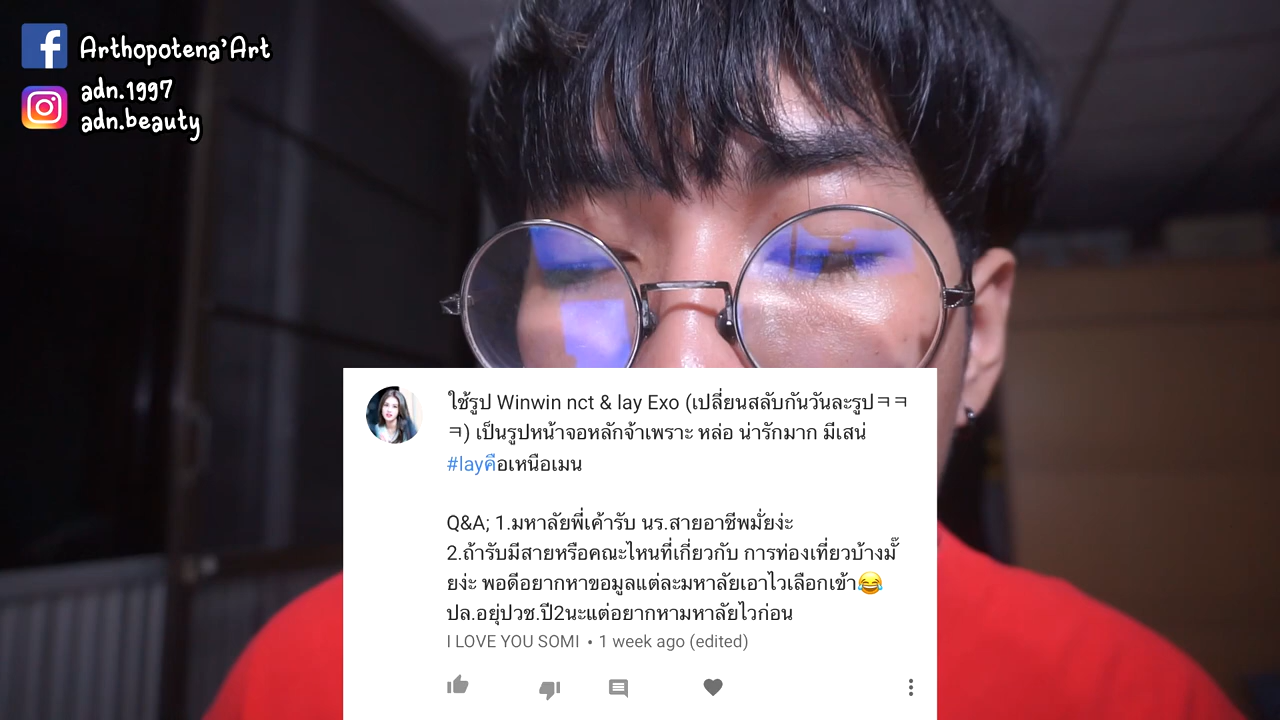 Arthopotena'Art
adn.1997
adn.beauty
ใช้รูป Winwin nct & lay Exo (เปลี่ยนสลับกันวันละรูปㅋㅋ
ㅋ) เป็นรูปหน้าจอหลักจ้าเพราะ หล่อ น่ารักมาก มีเสน่
#layคือเหนือเมน
Q&A; 1.มหาลัยพี่เค้ารับ นร.สายอาชีพมั่ยง่ะ
2.ถ้ารับมีสายหรือคณะไหนที่เกี่ยวกับ การท่องเที่ยวบ้างมั๊
ยง่ะ พอดีอยากหาขอมูลแต่ละมหาลัยเอาไวเลือกเข้า😂
ปล.อยุ่ปวช.ปี2นะแต่อยากหามหาลัยไวก่อน
I LOVE YOU SOMI • 1 week ago (edited)